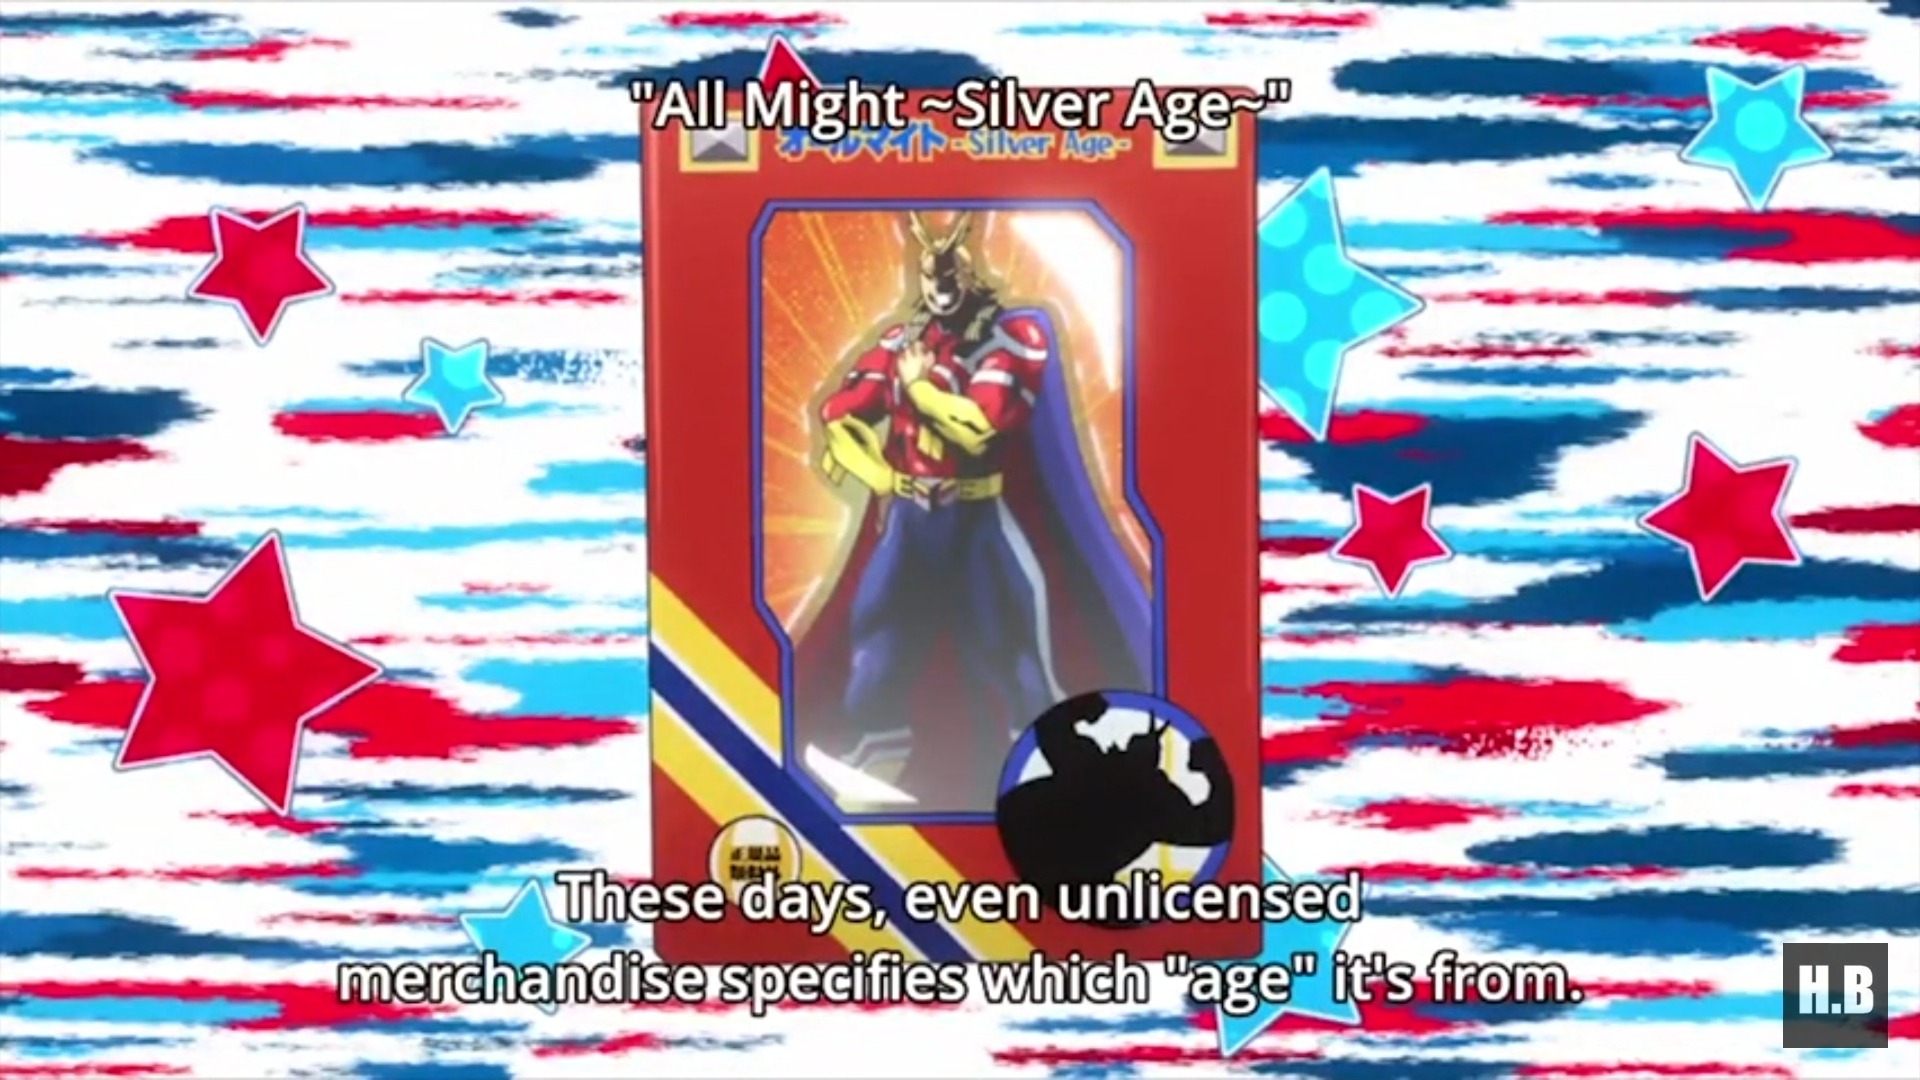 "All Might ~Silver Age~"
オールマイト -Silver Age-
These days, even unlicensed
merchandise specifies which "age" it's from.
H.B